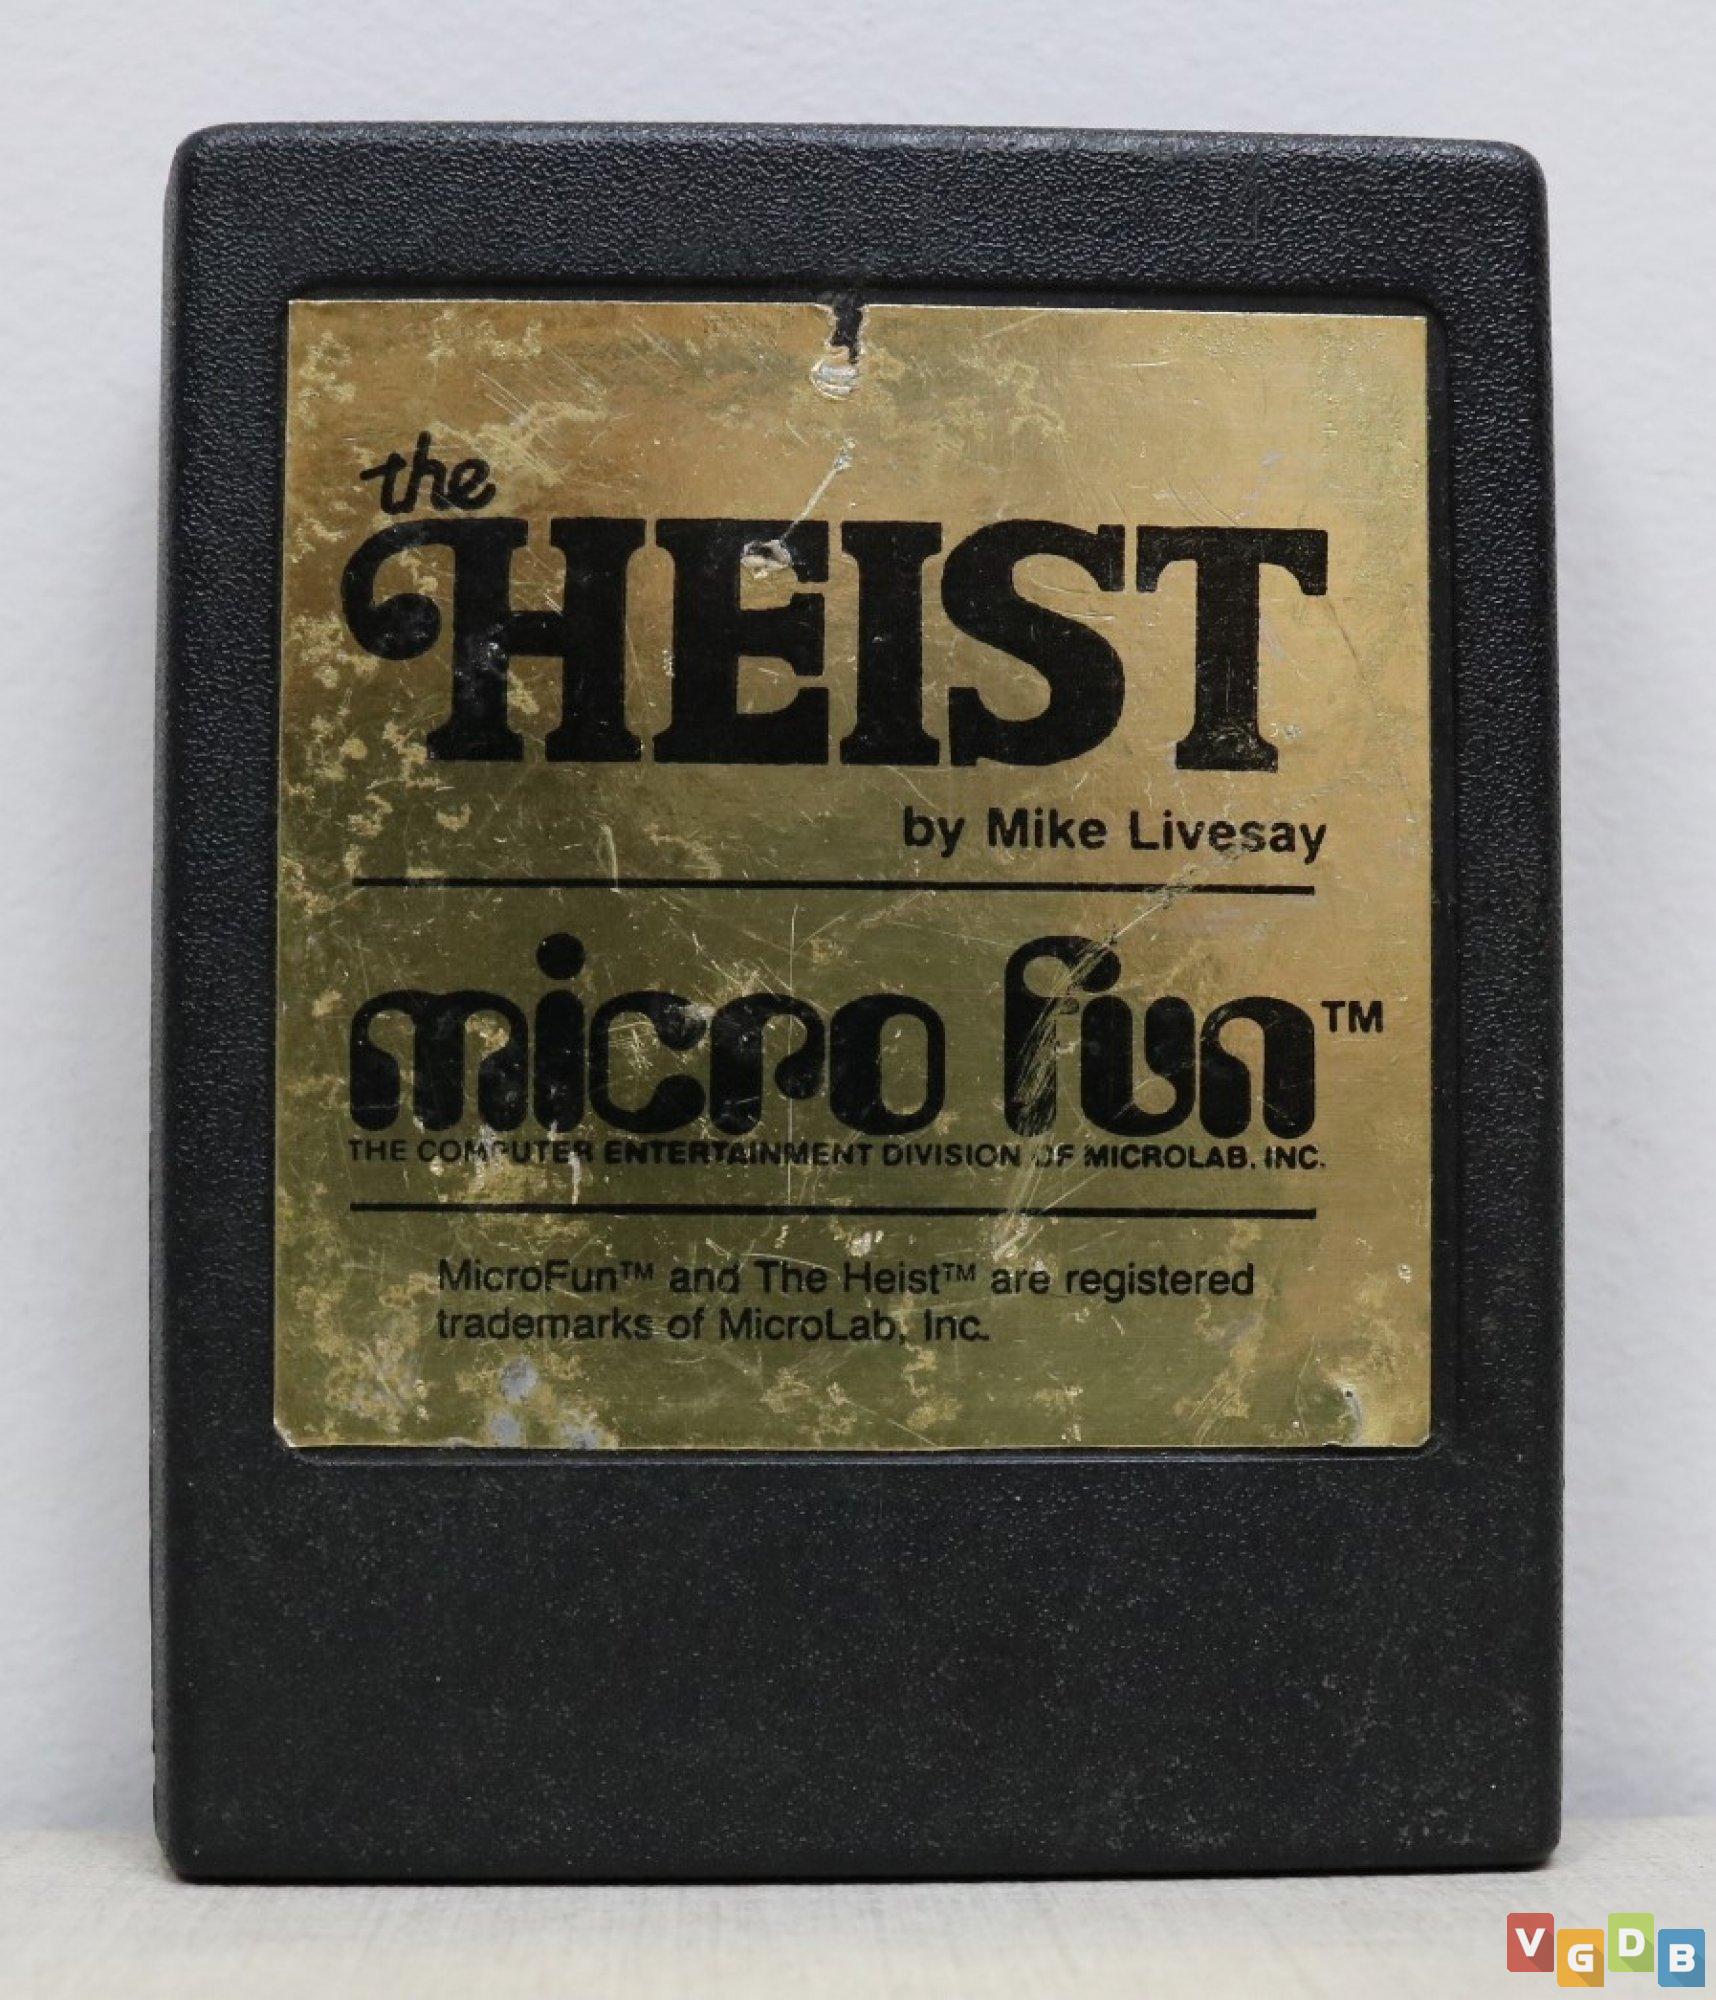 the
HEIST
by Mike Livesay
micro fun™
THE COMPUTER ENTERTAINMENT DIVISION OF MICROLAB, INC.
MicroFun™ and The Heist™ are registered
trademarks of MicroLab, Inc.
VGDB